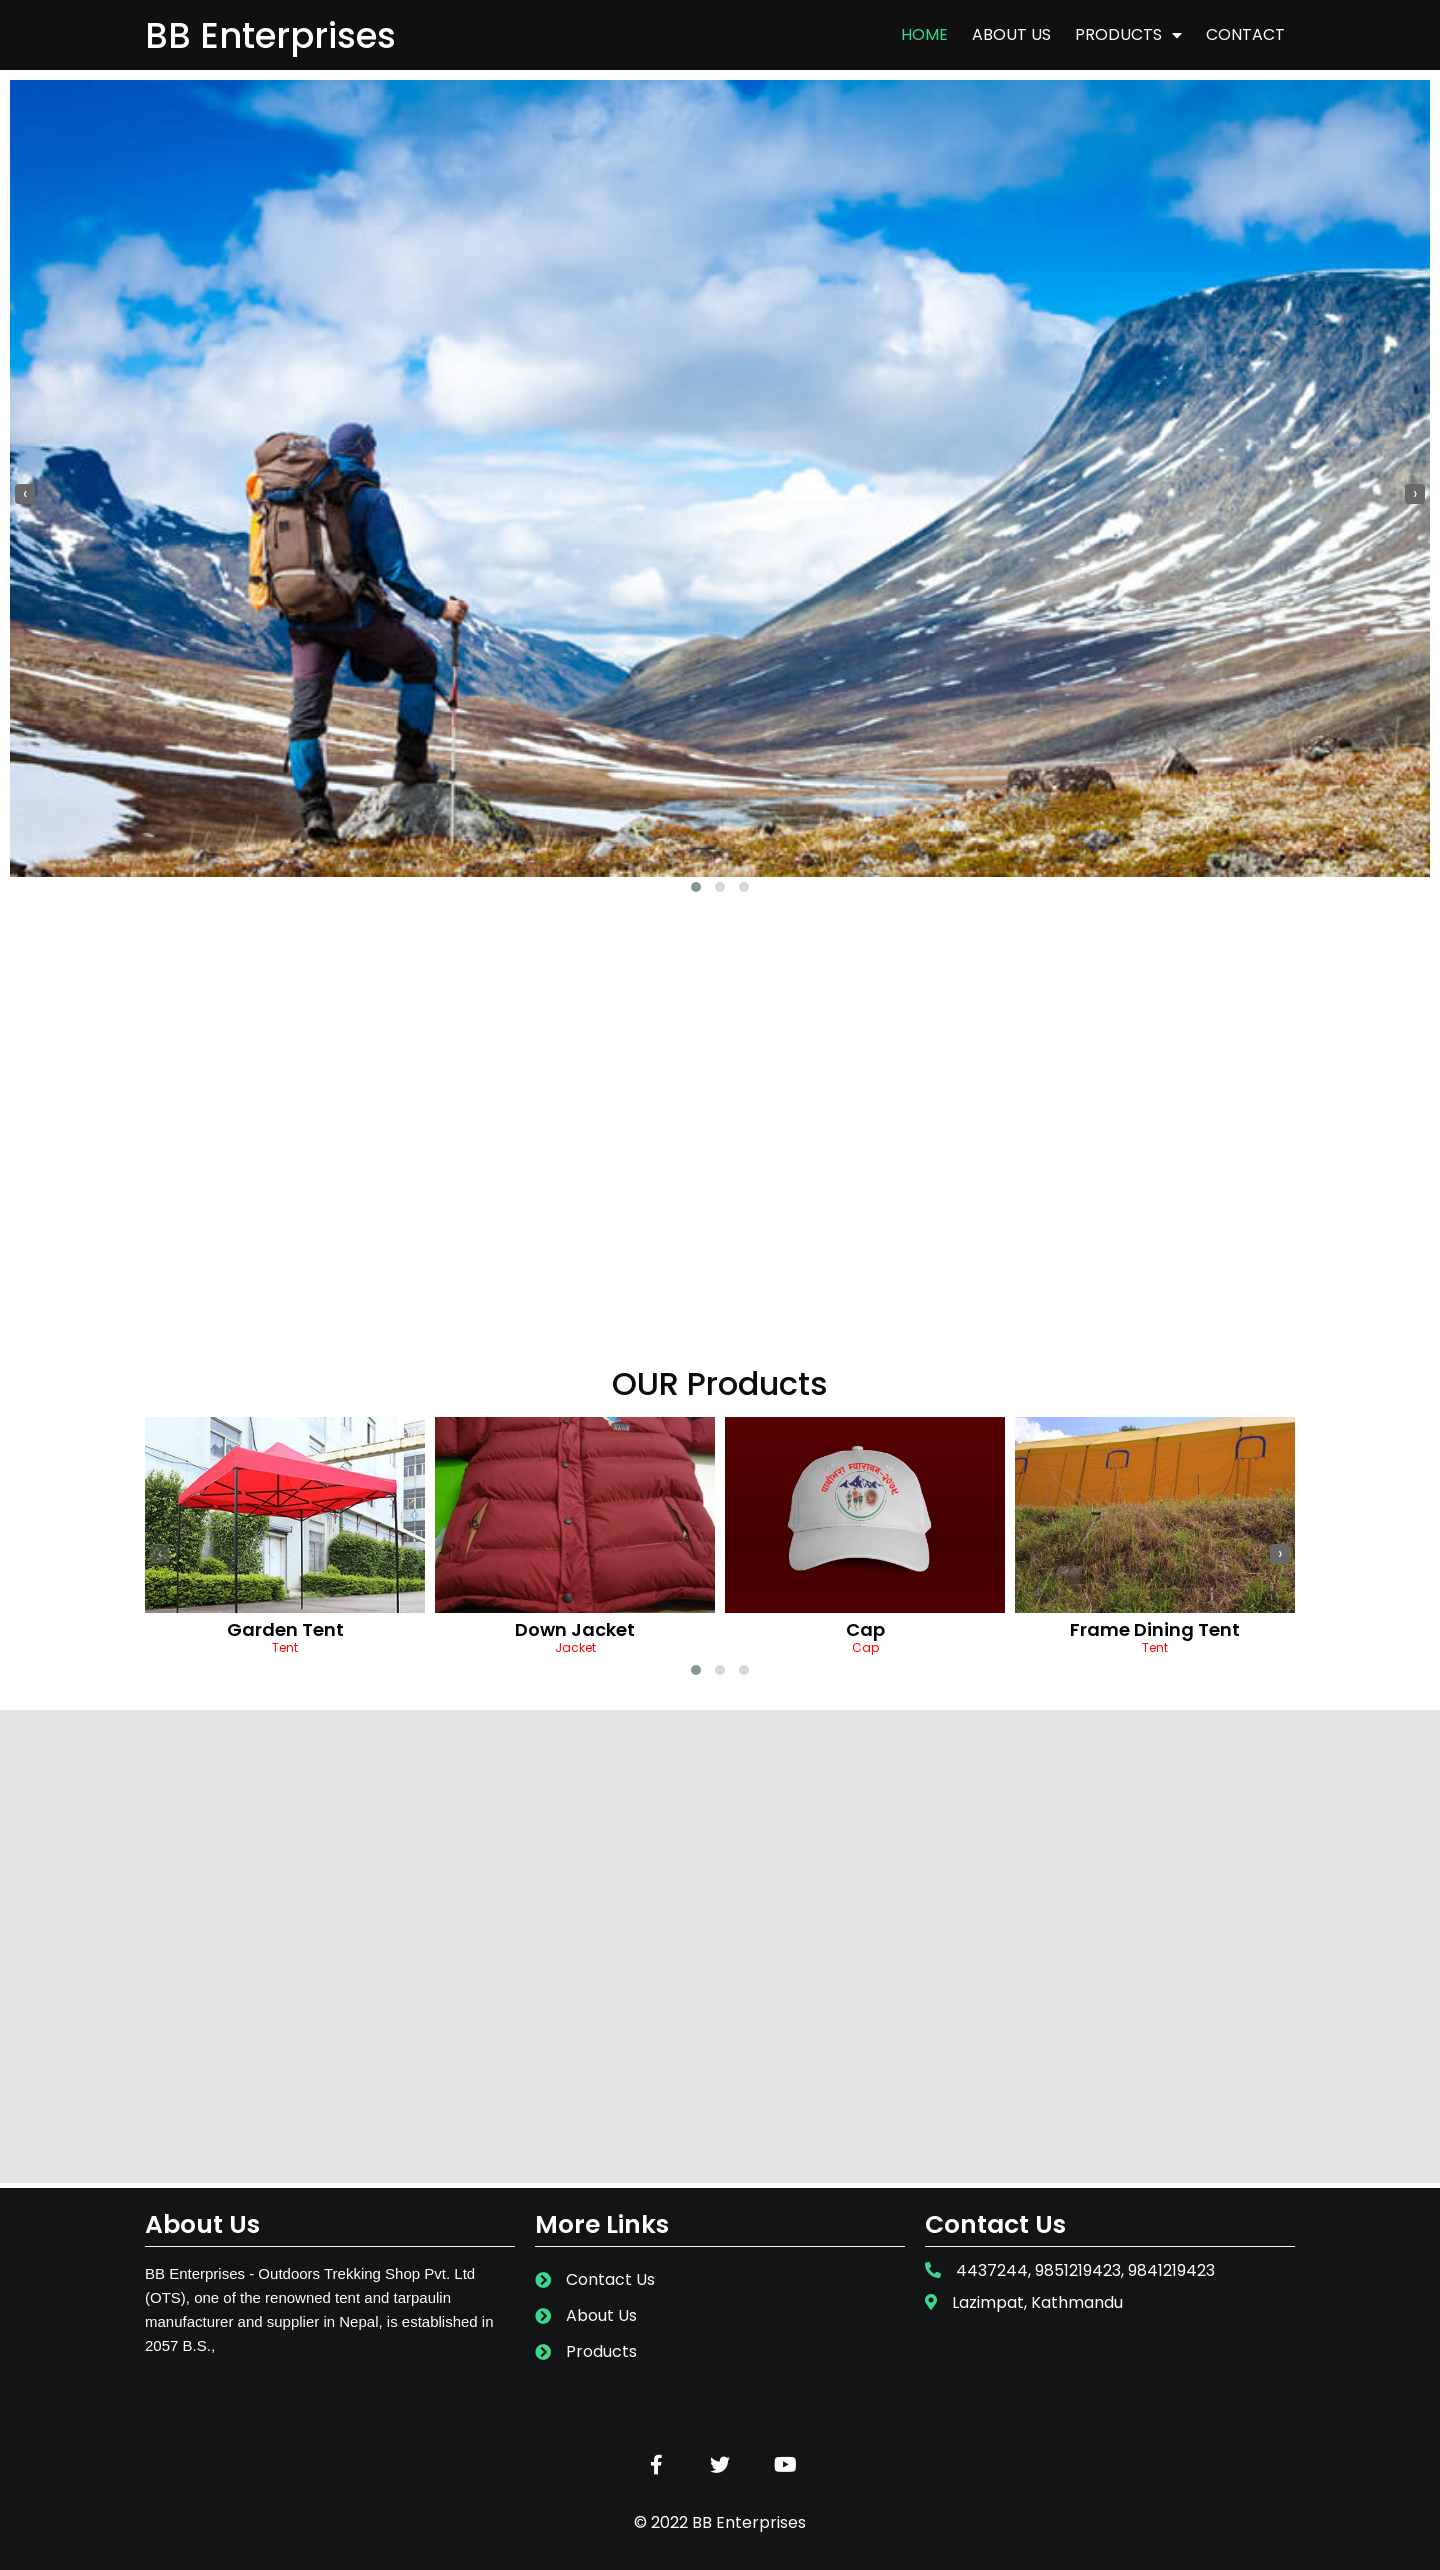 BB Enterprises
HOME ABOUT US PRODUCTS CONTACT
OUR Products
धामीभरा म्याराथन-२०७९
Garden Tent
Tent
Down Jacket
Jacket
Cap
Cap
Frame Dining Tent
Tent
About Us
BB Enterprises - Outdoors Trekking Shop Pvt. Ltd
(OTS), one of the renowned tent and tarpaulin
manufacturer and supplier in Nepal, is established in
2057 B.S.,
More Links
Contact Us
About Us
Products
Contact Us
4437244, 9851219423, 9841219423
Lazimpat, Kathmandu
© 2022 BB Enterprises